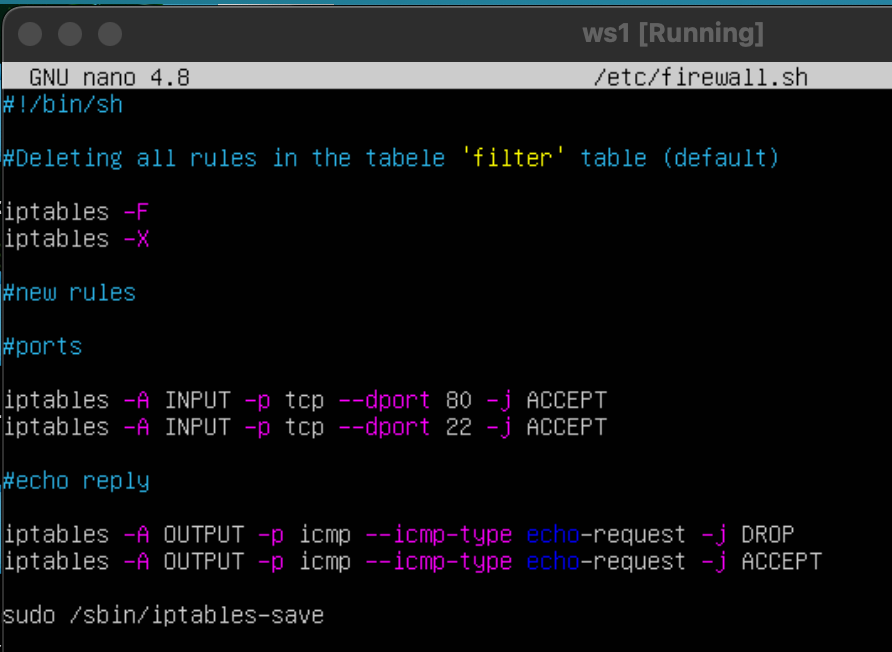 ws1 [Running]
GNU nano 4.8 /etc/firewall.sh
#!/bin/sh
#Deleting all rules in the tabele 'filter' table (default)
iptables -F
iptables -X
#new rules
#ports
iptables -A INPUT -p tcp --dport 80 -j ACCEPT
iptables -A INPUT -p tcp --dport 22 -j ACCEPT
#echo reply
iptables -A OUTPUT -p icmp --icmp-type echo-request -j DROP
iptables -A OUTPUT -p icmp --icmp-type echo-request -j ACCEPT
sudo /sbin/iptables-save